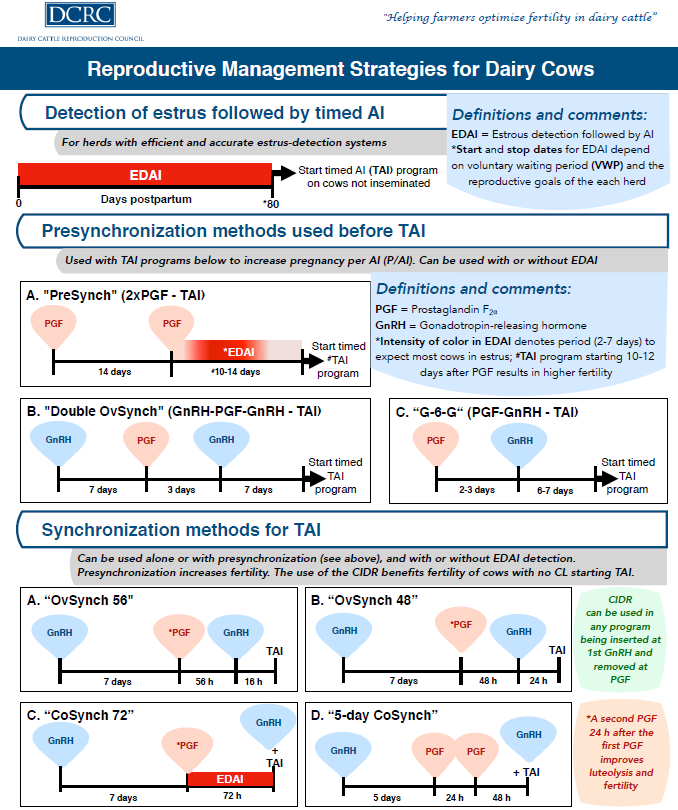 DCRC
DAIRY CATTLE REPRODUCTION COUNCIL
"Helping farmers optimize fertility in dairy cattle"
Reproductive Management Strategies for Dairy Cows
Detection of estrus followed by timed AI
For herds with efficient and accurate estrus-detection systems
EDAI
Start timed AI (TAI) program
on cows not inseminated
0
Days postpartum
*80
Definitions and comments:
EDAI = Estrous detection followed by AI
*Start and stop dates for EDAI depend
on voluntary waiting period (VWP) and the
reproductive goals of the each herd
Presynchronization methods used before TAI
Used with TAI programs below to increase pregnancy per AI (P/AI). Can be used with or without EDAI
A. "PreSynch" (2xPGF - TAI)
PGF
PGF
*EDAI
14 days
#10-14 days
Start timed
#TAI
program
Definitions and comments:
PGF = Prostaglandin F2α
GnRH = Gonadotropin-releasing hormone
*Intensity of color in EDAI denotes period (2-7 days) to
expect most cows in estrus; #TAI program starting 10-12
days after PGF results in higher fertility
B. "Double OvSynch" (GnRH-PGF-GnRH - TAI)
GnRH
PGF
GnRH
7 days
3 days
7 days
Start timed
TAI
program
C. "G-6-G" (PGF-GnRH - TAI)
PGF
GnRH
2-3 days
6-7 days
Start timed
TAI
program
Synchronization methods for TAI
Can be used alone or with presynchronization (see above), and with or without EDAI detection.
Presynchronization increases fertility. The use of the CIDR benefits fertility of cows with no CL starting TAI.
A. "OvSynch 56"
GnRH
*PGF
GnRH
TAI
7 days
56 h
16 h
B. "OvSynch 48"
GnRH
*PGF
GnRH
TAI
7 days
48 h
24 h
CIDR
can be used in
any program
being inserted at
1st GnRH and
removed at
PGF
C. "CoSynch 72"
GnRH
*PGF
GnRH
+
TAI
EDAI
7 days
72 h
D. "5-day CoSynch"
GnRH
PGF
PGF
GnRH
+ TAI
5 days
24 h
48 h
*A second PGF
24 h after the
first PGF
improves
luteolysis and
fertility